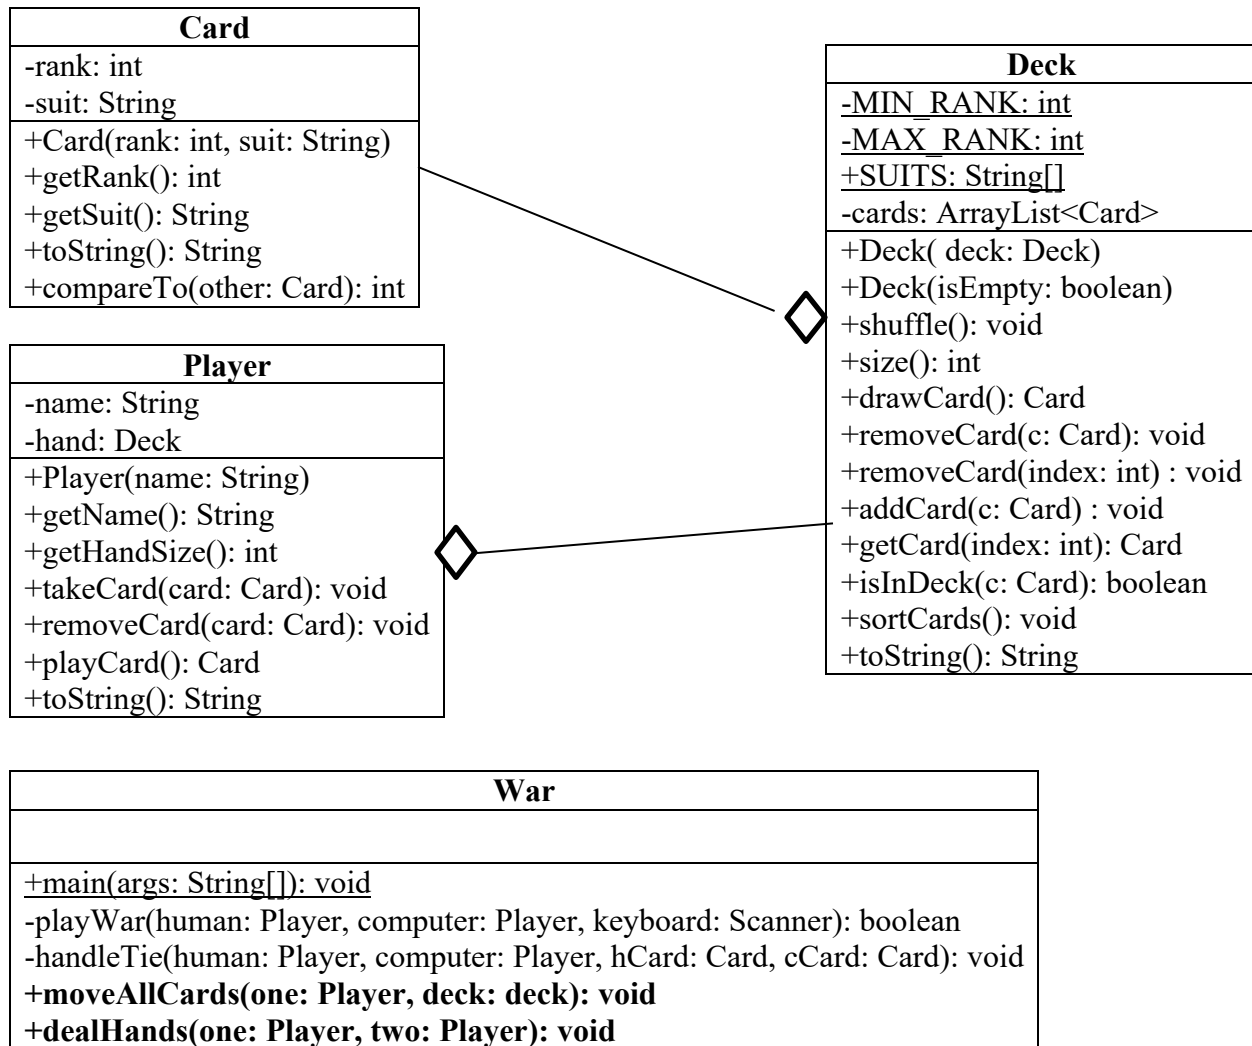 Card
-rank: int
-suit: String
+Card(rank: int, suit: String)
+getRank(): int
+getSuit(): String
+toString(): String
+compareTo(other: Card): int
Player
-name: String
-hand: Deck
+Player(name: String)
+getName(): String
+getHandSize(): int
+takeCard(card: Card): void
+removeCard(card: Card): void
+playCard(): Card
+toString(): String
Deck
-MIN_RANK: int
-MAX_RANK: int
+SUITS: String[]
-cards: ArrayList<Card>
+Deck( deck: Deck)
+Deck(isEmpty: boolean)
+shuffle(): void
+size(): int
+drawCard(): Card
+removeCard(c: Card): void
+removeCard(index: int) : void
+addCard(c: Card) : void
+getCard(index: int): Card
+isInDeck(c: Card): boolean
+sortCards(): void
+toString(): String
War
+main(args: String[]): void
-playWar(human: Player, computer: Player, keyboard: Scanner): boolean
-handleTie(human: Player, computer: Player, hCard: Card, cCard: Card): void
+moveAllCards(one: Player, deck: deck): void
+dealHands(one: Player, two: Player): void